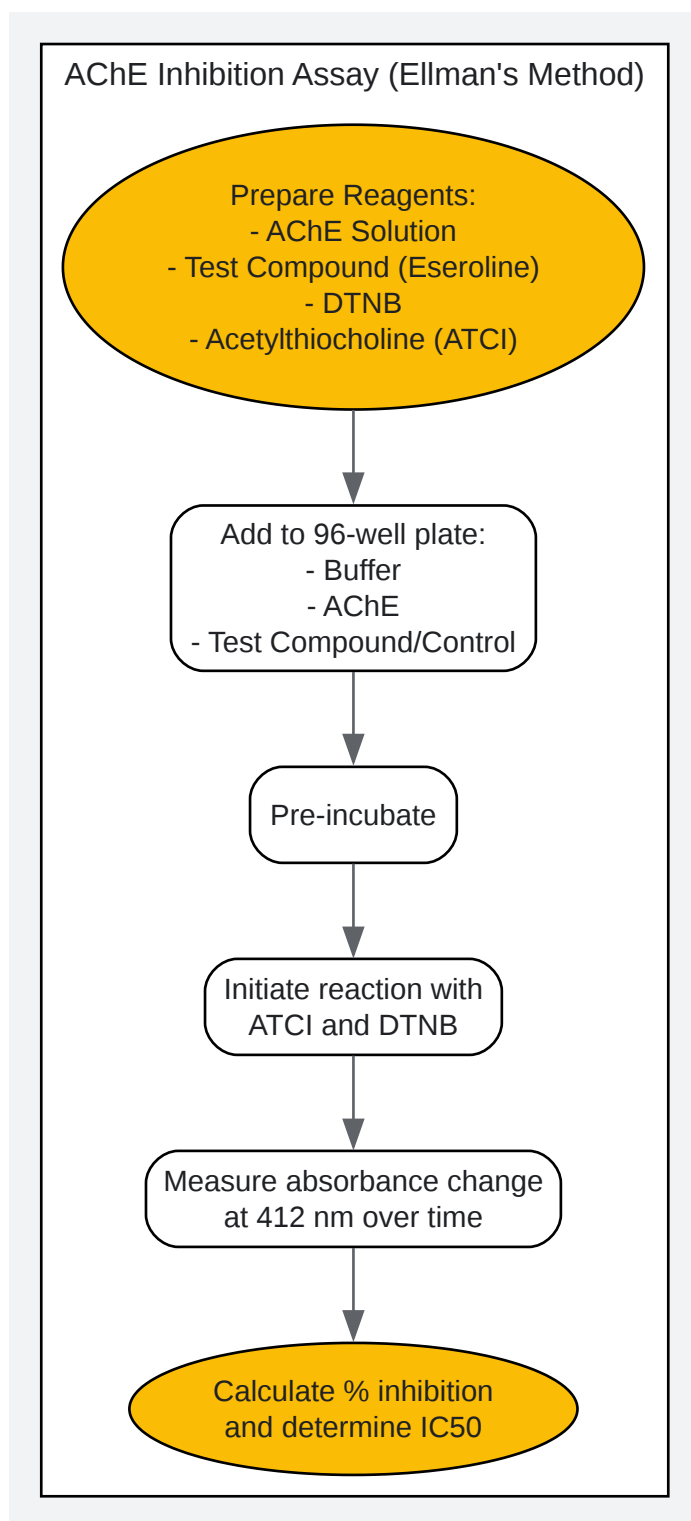 AChE Inhibition Assay (Ellman's Method)
Prepare Reagents:
- AChE Solution
- Test Compound (Eseroline)
- DTNB
- Acetylthiocholine (ATCI)
Add to 96-well plate:
- Buffer
- AChE
- Test Compound/Control
Pre-incubate
Initiate reaction with
ATCI and DTNB
Measure absorbance change
at 412 nm over time
Calculate % inhibition
and determine IC50